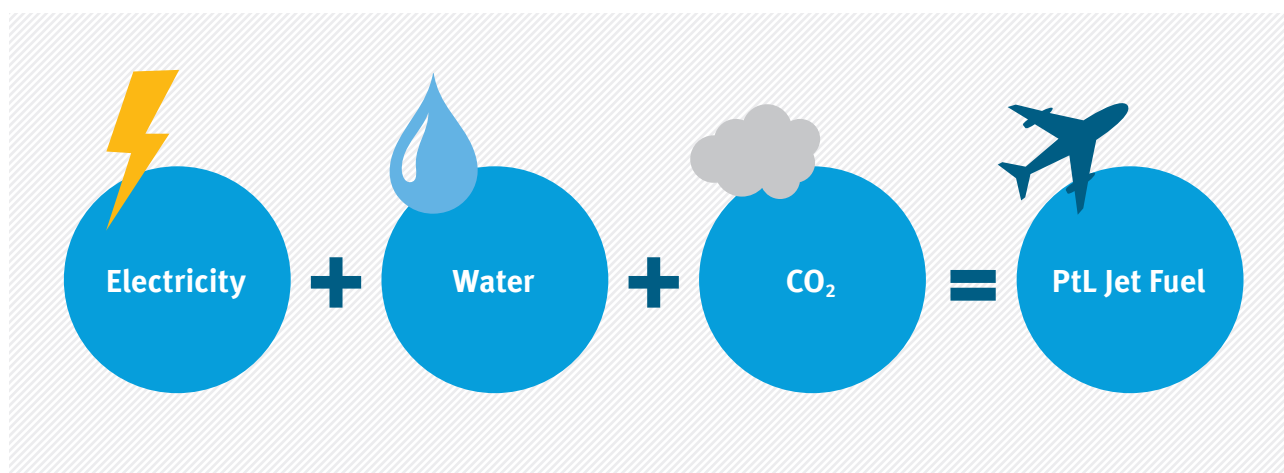 Electricity + Water + CO₂ = PtL Jet Fuel